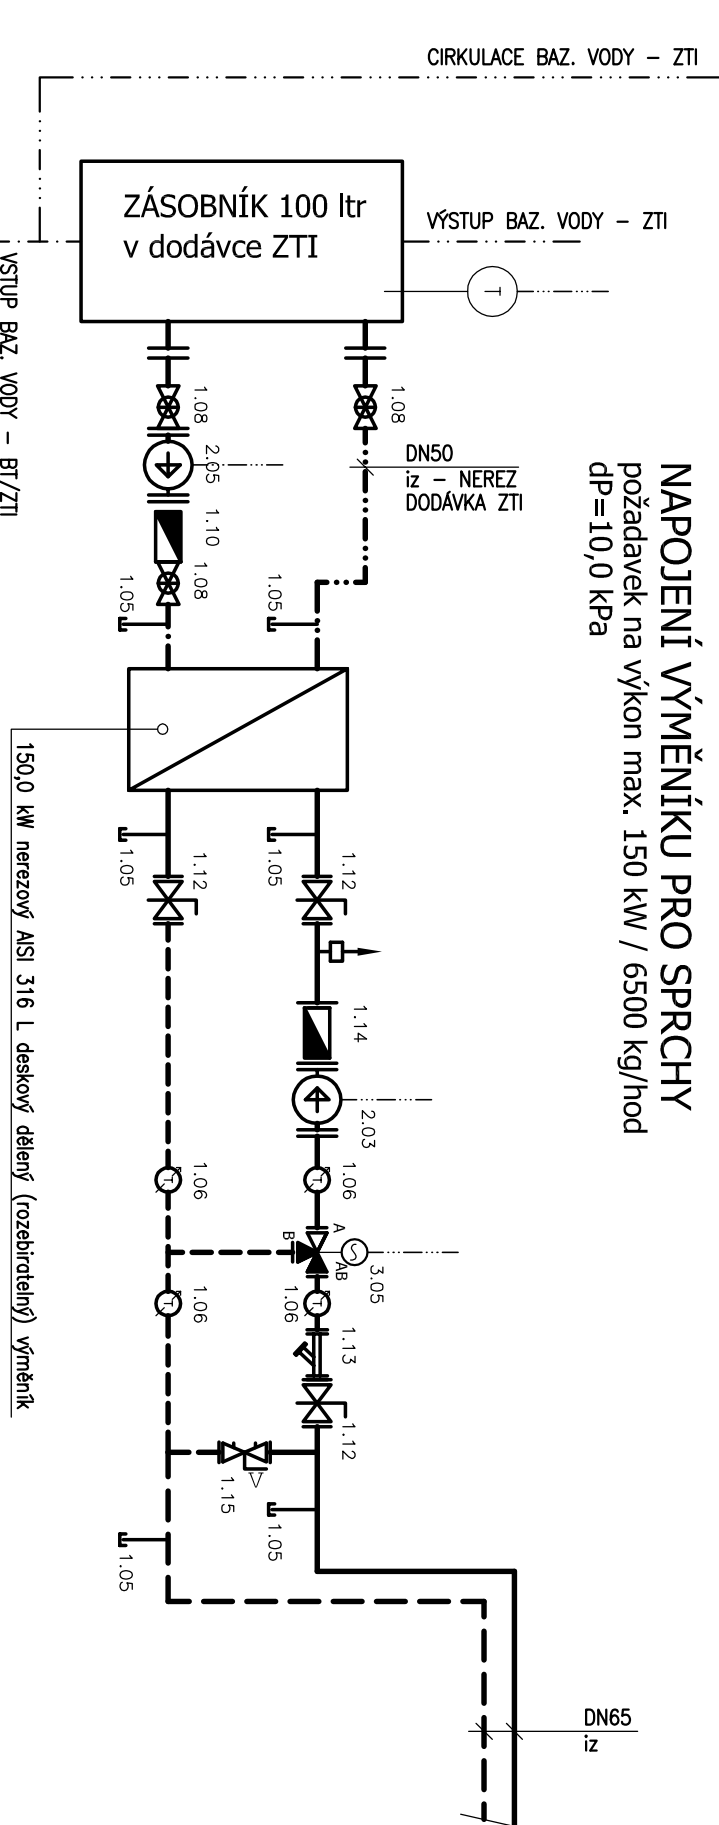 CIRKULACE BAZ. VODY – ZTI
ZÁSOBNÍK 100 ltr
v dodávce ZTI
VÝSTUP BAZ. VODY – ZTI
T
VSTUP BAZ. VODY – BT/ZTI
NAPOJENÍ VÝMĚNÍKU PRO SPRCHY
požadavek na výkon max. 150 kW / 6500 kg/hod
dP=10,0 kPa
1.08
1.08
2.05
DN50
iz – NEREZ
DODÁVKA ZTI
1.10
1.08
1.05
1.05
150,0 kW nerezový AISI 316 L deskový dělený (rozebiratelný) výměník
1.05
1.05
1.12
1.12
1.14
2.03
1.06
T
1.06
T
A
B
AB
3.05
1.06
T
1.06
T
1.13
1.12
1.15
1.05
1.05
DN65
iz